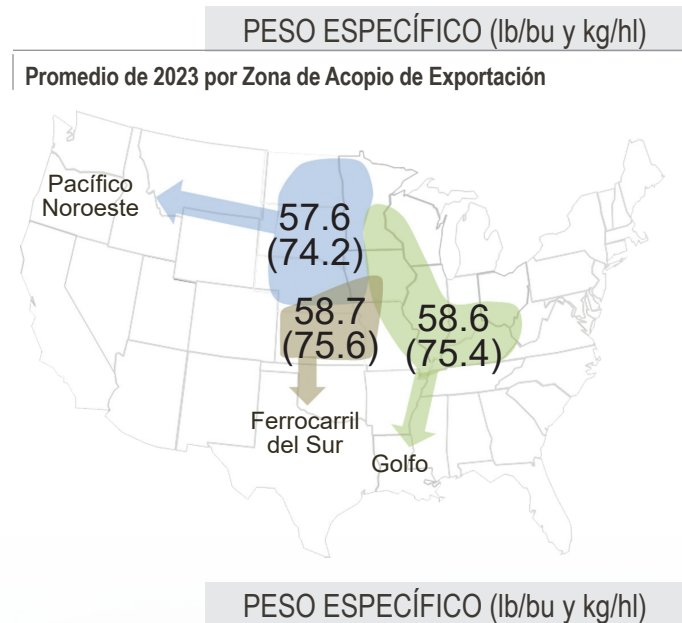 PESO ESPECÍFICO (lb/bu y kg/hl)
Promedio de 2023 por Zona de Acopio de Exportación
Pacífico
Noroeste
57.6
(74.2)
58.7
(75.6)
58.6
(75.4)
Ferrocarril
del Sur
Golfo
PESO ESPECÍFICO (lb/bu y kg/hl)